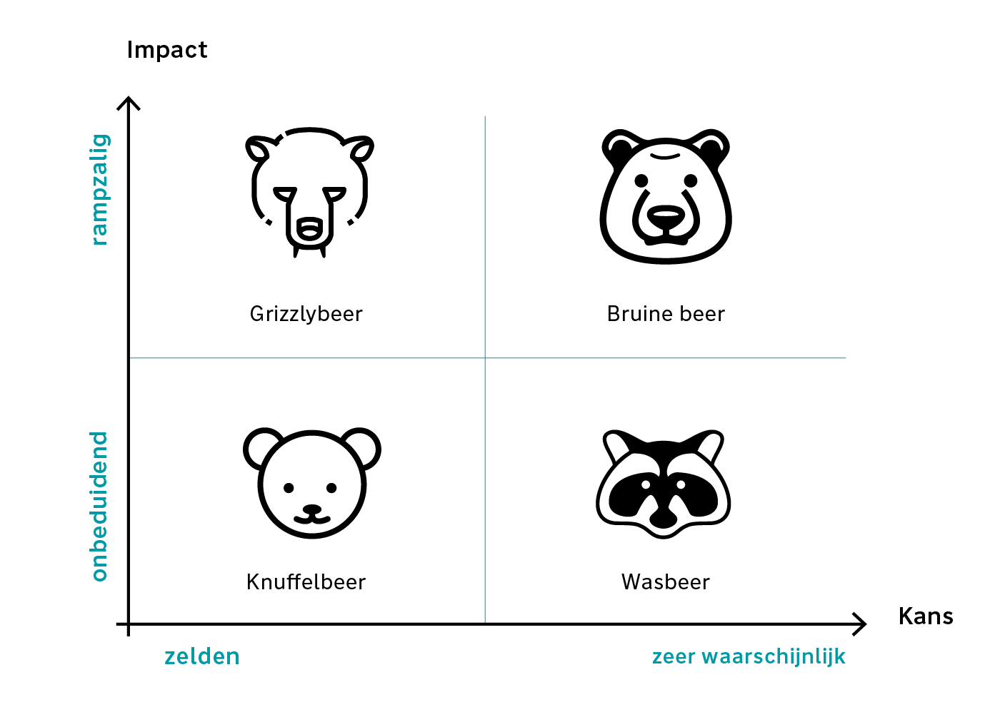 Impact
rampzalig
Grizzlybeer
Bruine beer
onbeduidend
Knuffelbeer
Wasbeer
Kans
zelden
zeer waarschijnlijk